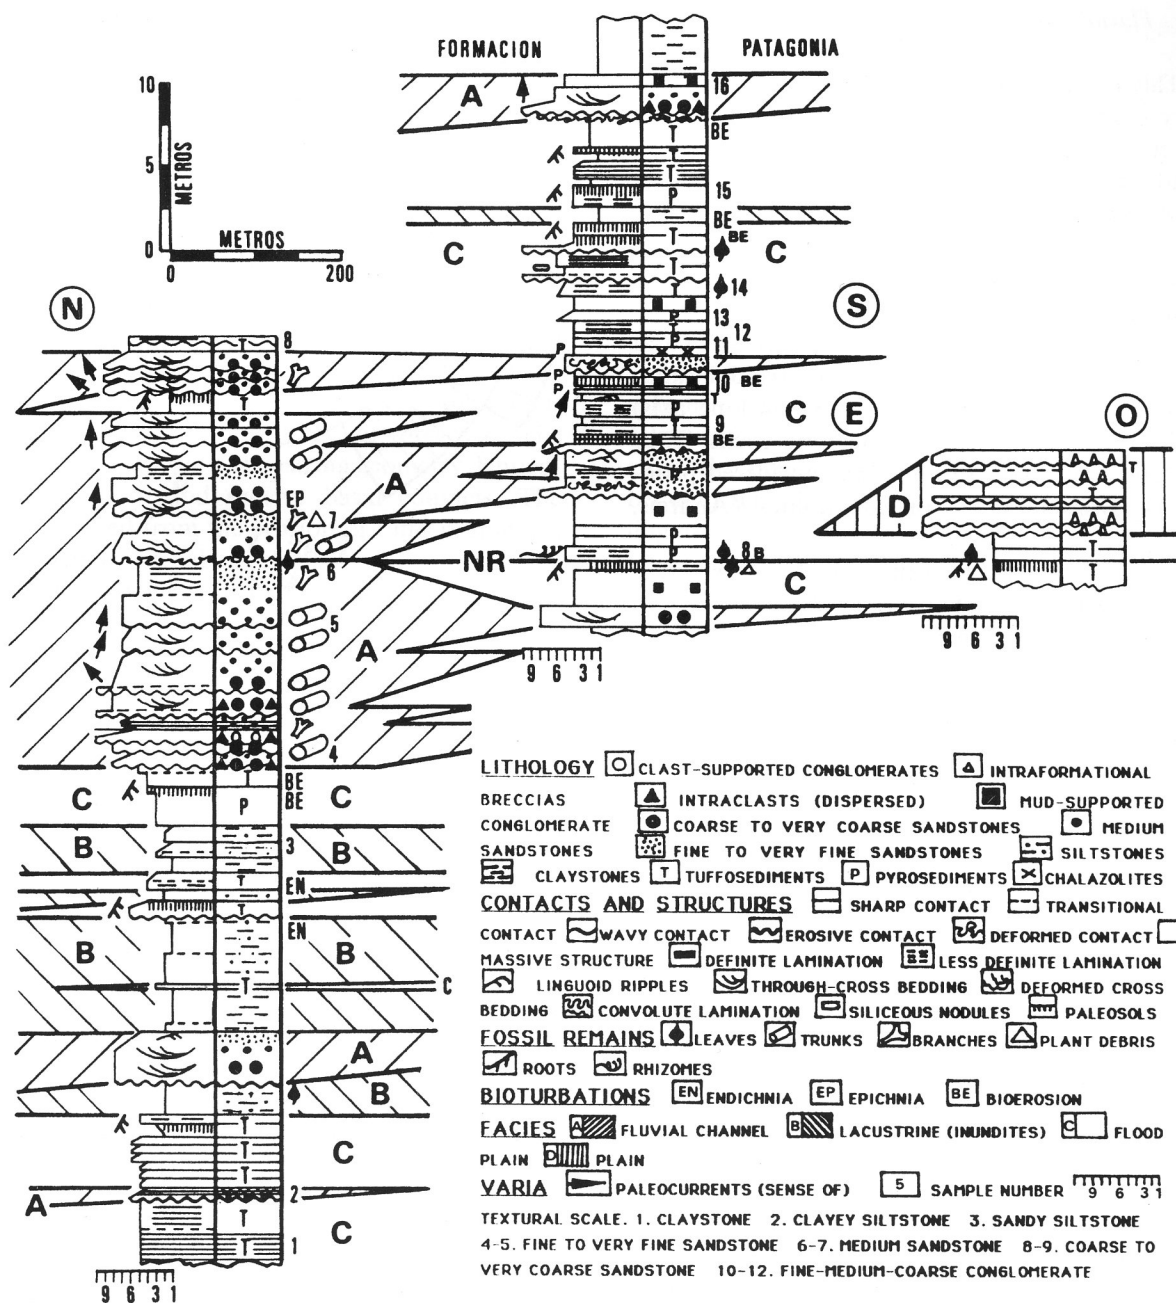 FORMACION PATAGONIA
10
5
0
METROS
METROS
0 200
A
16
BE
T
T
T
P
15
BE
C
T
BE
C
T
14
P
13
T
12
P
11
N
S
8
T
P
P
10 BE
P
T
T
P
C
9
T
BE
E
O
A
EP
7
P
D
T
T
NR
P
8 B
6
C
T
T
5
A
9 6 3 1
9 6 3 1
4
C
BE
BE
P
C
B
3
B
T
EN
T
B
EN
B
T
C
A
B
T
T
T
C
A
2
T
C
1
T
9 6 3 1
LITHOLOGY CLAST-SUPPORTED CONGLOMERATES INTRAFORMATIONAL
BRECCIAS INTRACLASTS (DISPERSED) MUD-SUPPORTED
CONGLOMERATE COARSE TO VERY COARSE SANDSTONES MEDIUM
SANDSTONES FINE TO VERY FINE SANDSTONES SILTSTONES
CLAYSTONES T TUFFOSEDIMENTS P PYROSEDIMENTS CHALAZOLITES
CONTACTS AND STRUCTURES SHARP CONTACT TRANSITIONAL
CONTACT WAVY CONTACT EROSIVE CONTACT DEFORMED CONTACT
MASSIVE STRUCTURE DEFINITE LAMINATION LESS DEFINITE LAMINATION
LINGUOID RIPPLES THROUGH-CROSS BEDDING DEFORMED CROSS
BEDDING CONVOLUTE LAMINATION SILICEOUS NODULES PALEOSOLS
FOSSIL REMAINS LEAVES TRUNKS BRANCHES PLANT DEBRIS
ROOTS RHIZOMES
BIOTURBATIONS EN ENDICHNIA EP EPICHNIA BE BIOEROSION
FACIES A FLUVIAL CHANNEL B LACUSTRINE (INUNDITES) C FLOOD
PLAIN D PLAIN
VARIA PALEOCURRENTS (SENSE OF) 5 SAMPLE NUMBER 9 6 3 1
TEXTURAL SCALE. 1. CLAYSTONE 2. CLAYEY SILTSTONE 3. SANDY SILTSTONE
4-5. FINE TO VERY FINE SANDSTONE 6-7. MEDIUM SANDSTONE 8-9. COARSE TO
VERY COARSE SANDSTONE 10-12. FINE-MEDIUM-COARSE CONGLOMERATE